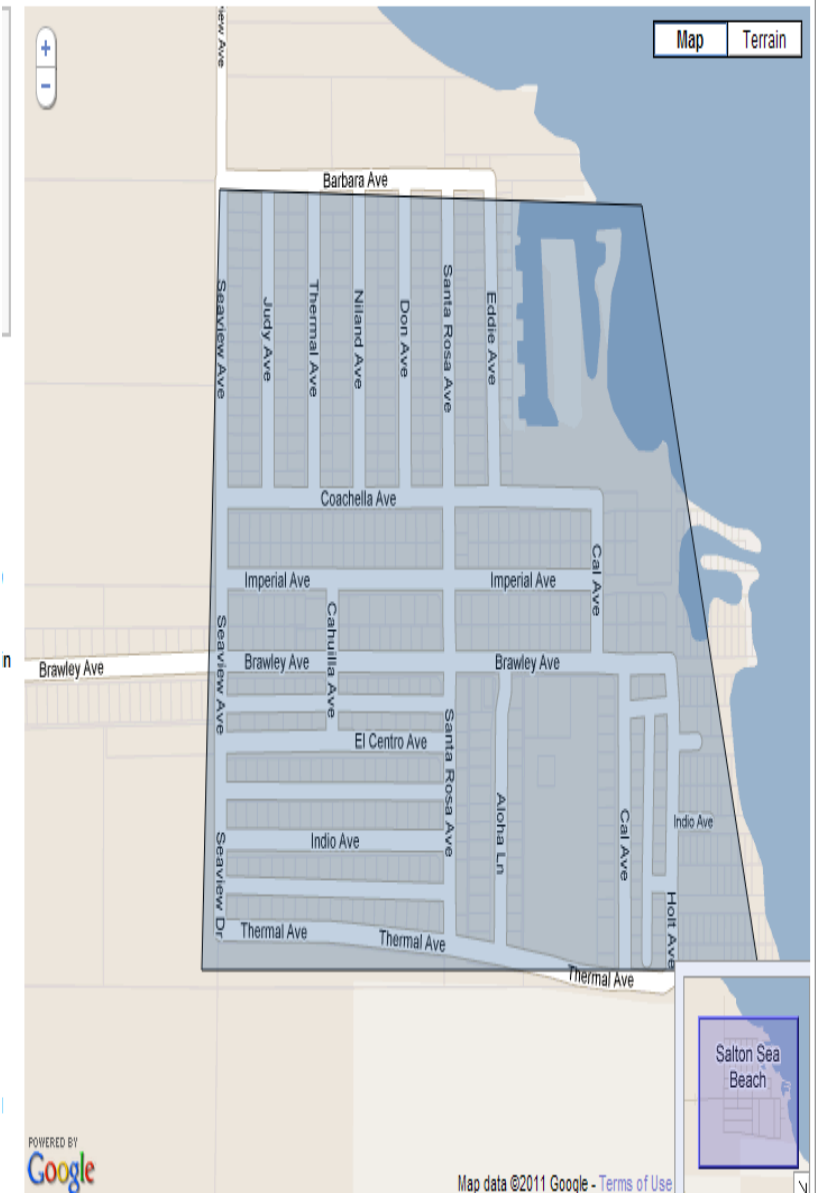 iew Ave
+
−
Map
Terrain
Barbara Ave
Seaview Ave
Judy Ave
Thermal Ave
Niland Ave
Don Ave
Santa Rosa Ave
Eddie Ave
Coachella Ave
Imperial Ave
Imperial Ave
Cal Ave
Cahuilla Ave
Seaview Ave
in
Brawley Ave
Brawley Ave
Brawley Ave
El Centro Ave
Santa Rosa Ave
Aloha Ln
Cal Ave
Indio Ave
Indio Ave
Seaview Dr
Holt Ave
Thermal Ave
Thermal Ave
Thermal Ave
Salton Sea
Beach
POWERED BY
Google
Map data ©2011 Google - Terms of Use